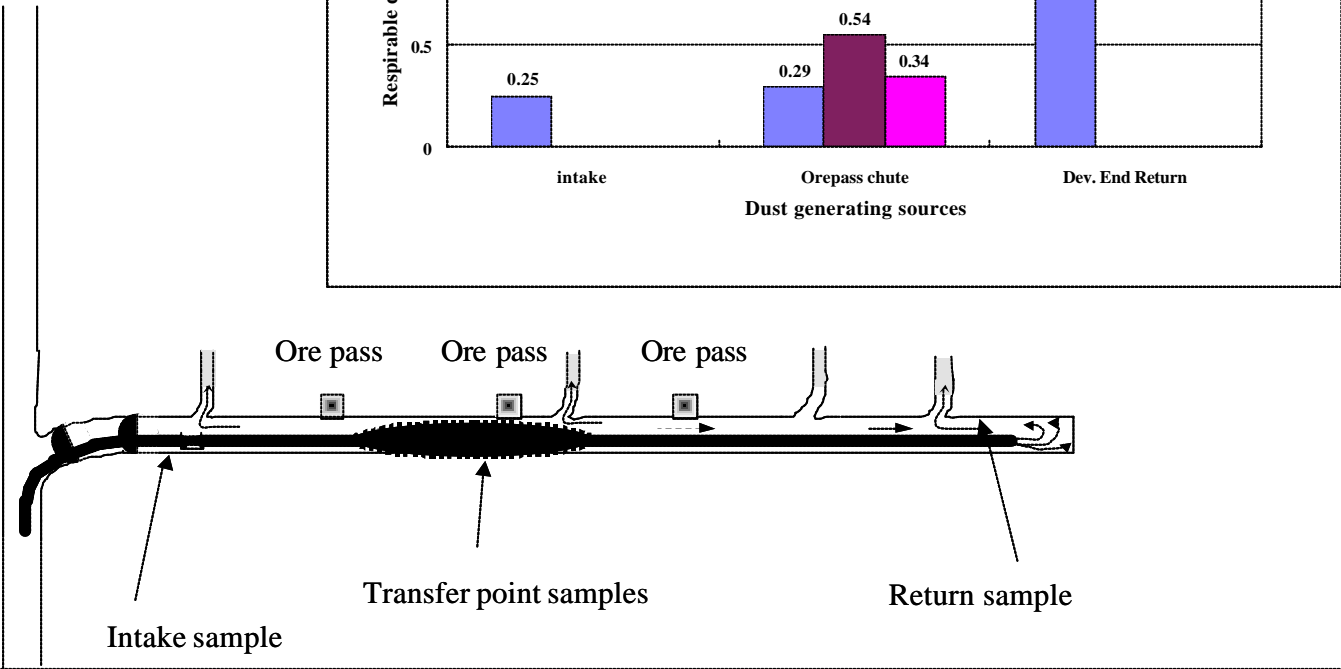 Respirable
0.54
0.5
0.34
0.29
0.25
0
intake Orepass chute Dev. End Return
Dust generating sources
Ore pass Ore pass Ore pass
Transfer point samples
Return sample
Intake sample